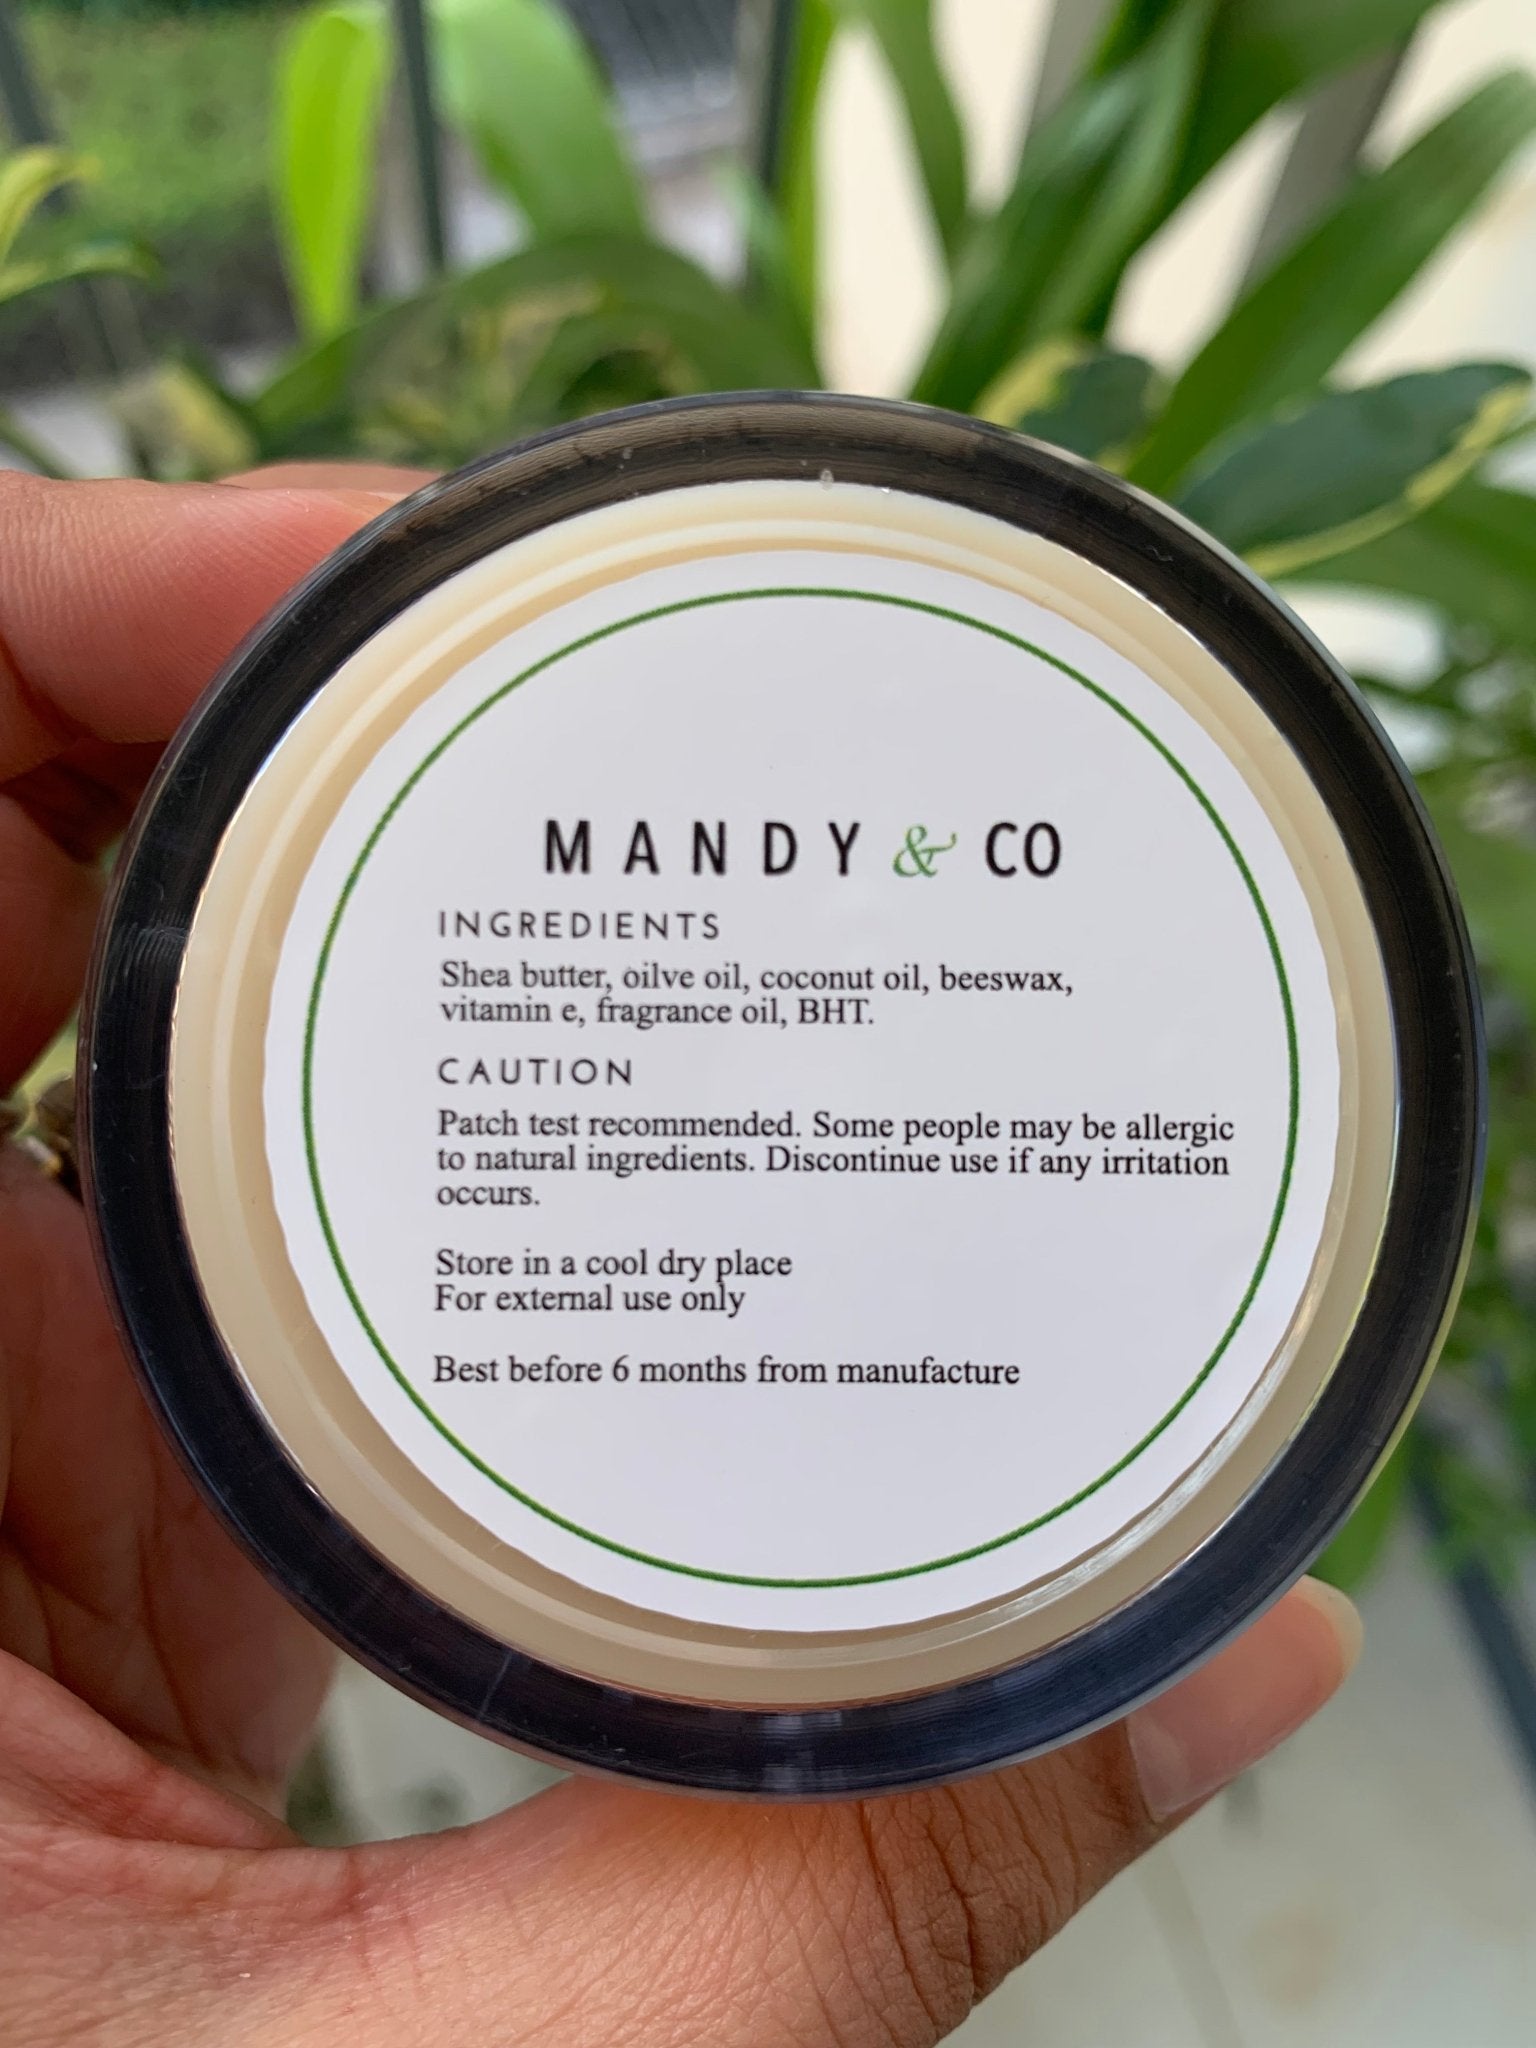 MANDY & CO
INGREDIENTS
Shea butter, oilve oil, coconut oil, beeswax,
vitamin e, fragrance oil, BHT.
CAUTION
Patch test recommended. Some people may be allergic
to natural ingredients. Discontinue use if any irritation
occurs.
Store in a cool dry place
For external use only
Best before 6 months from manufacture